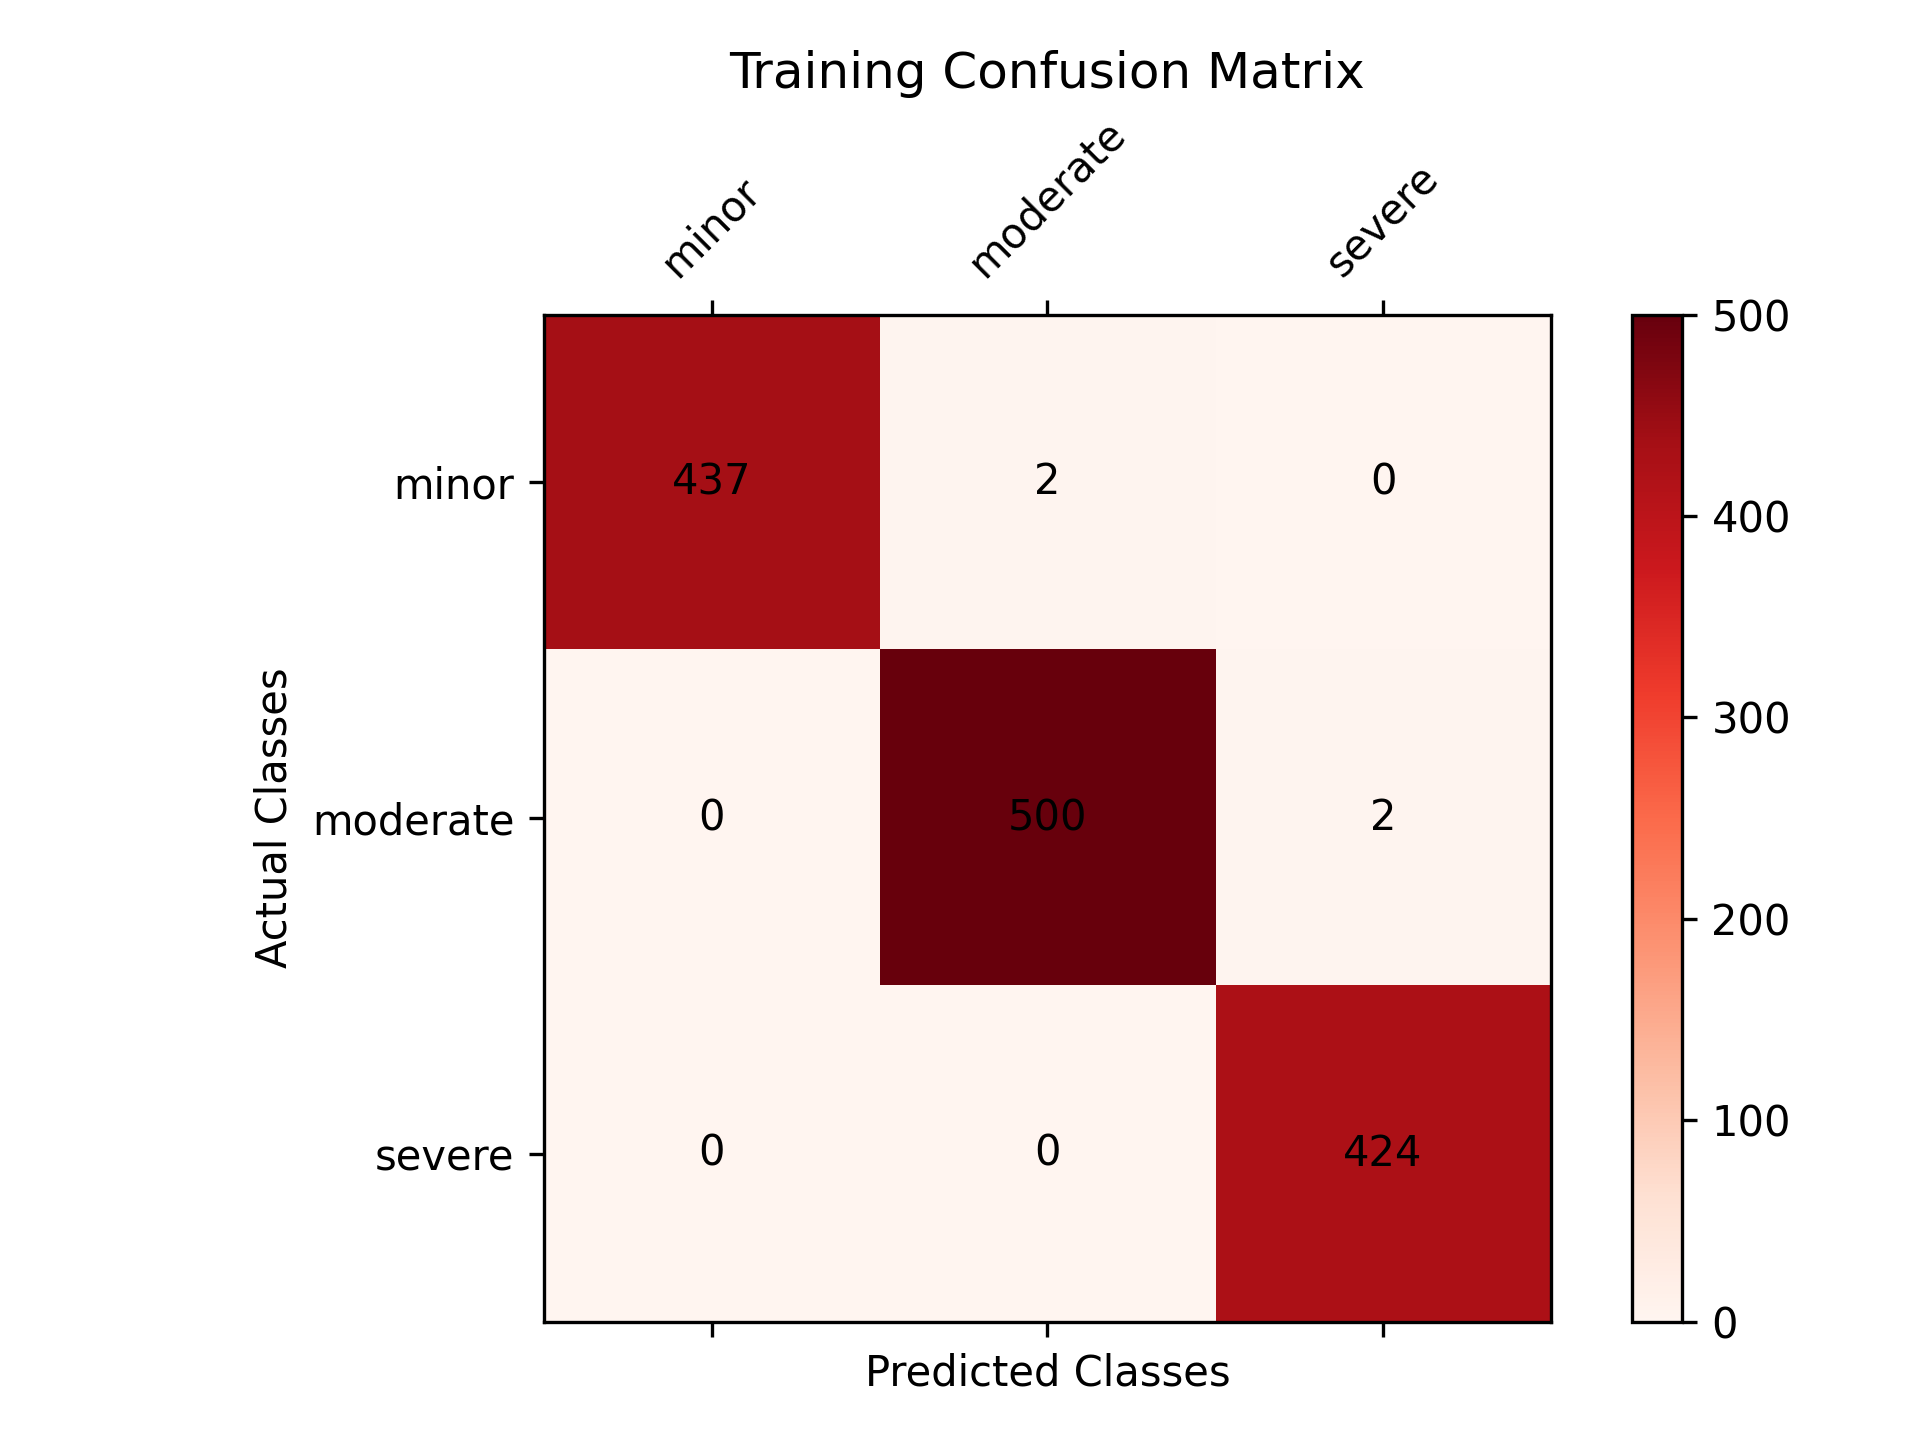 Training Confusion Matrix
minor
moderate
severe
500
400
300
200
100
0
Actual Classes
minor
437
2
0
moderate
0
500
2
severe
0
0
424
Predicted Classes